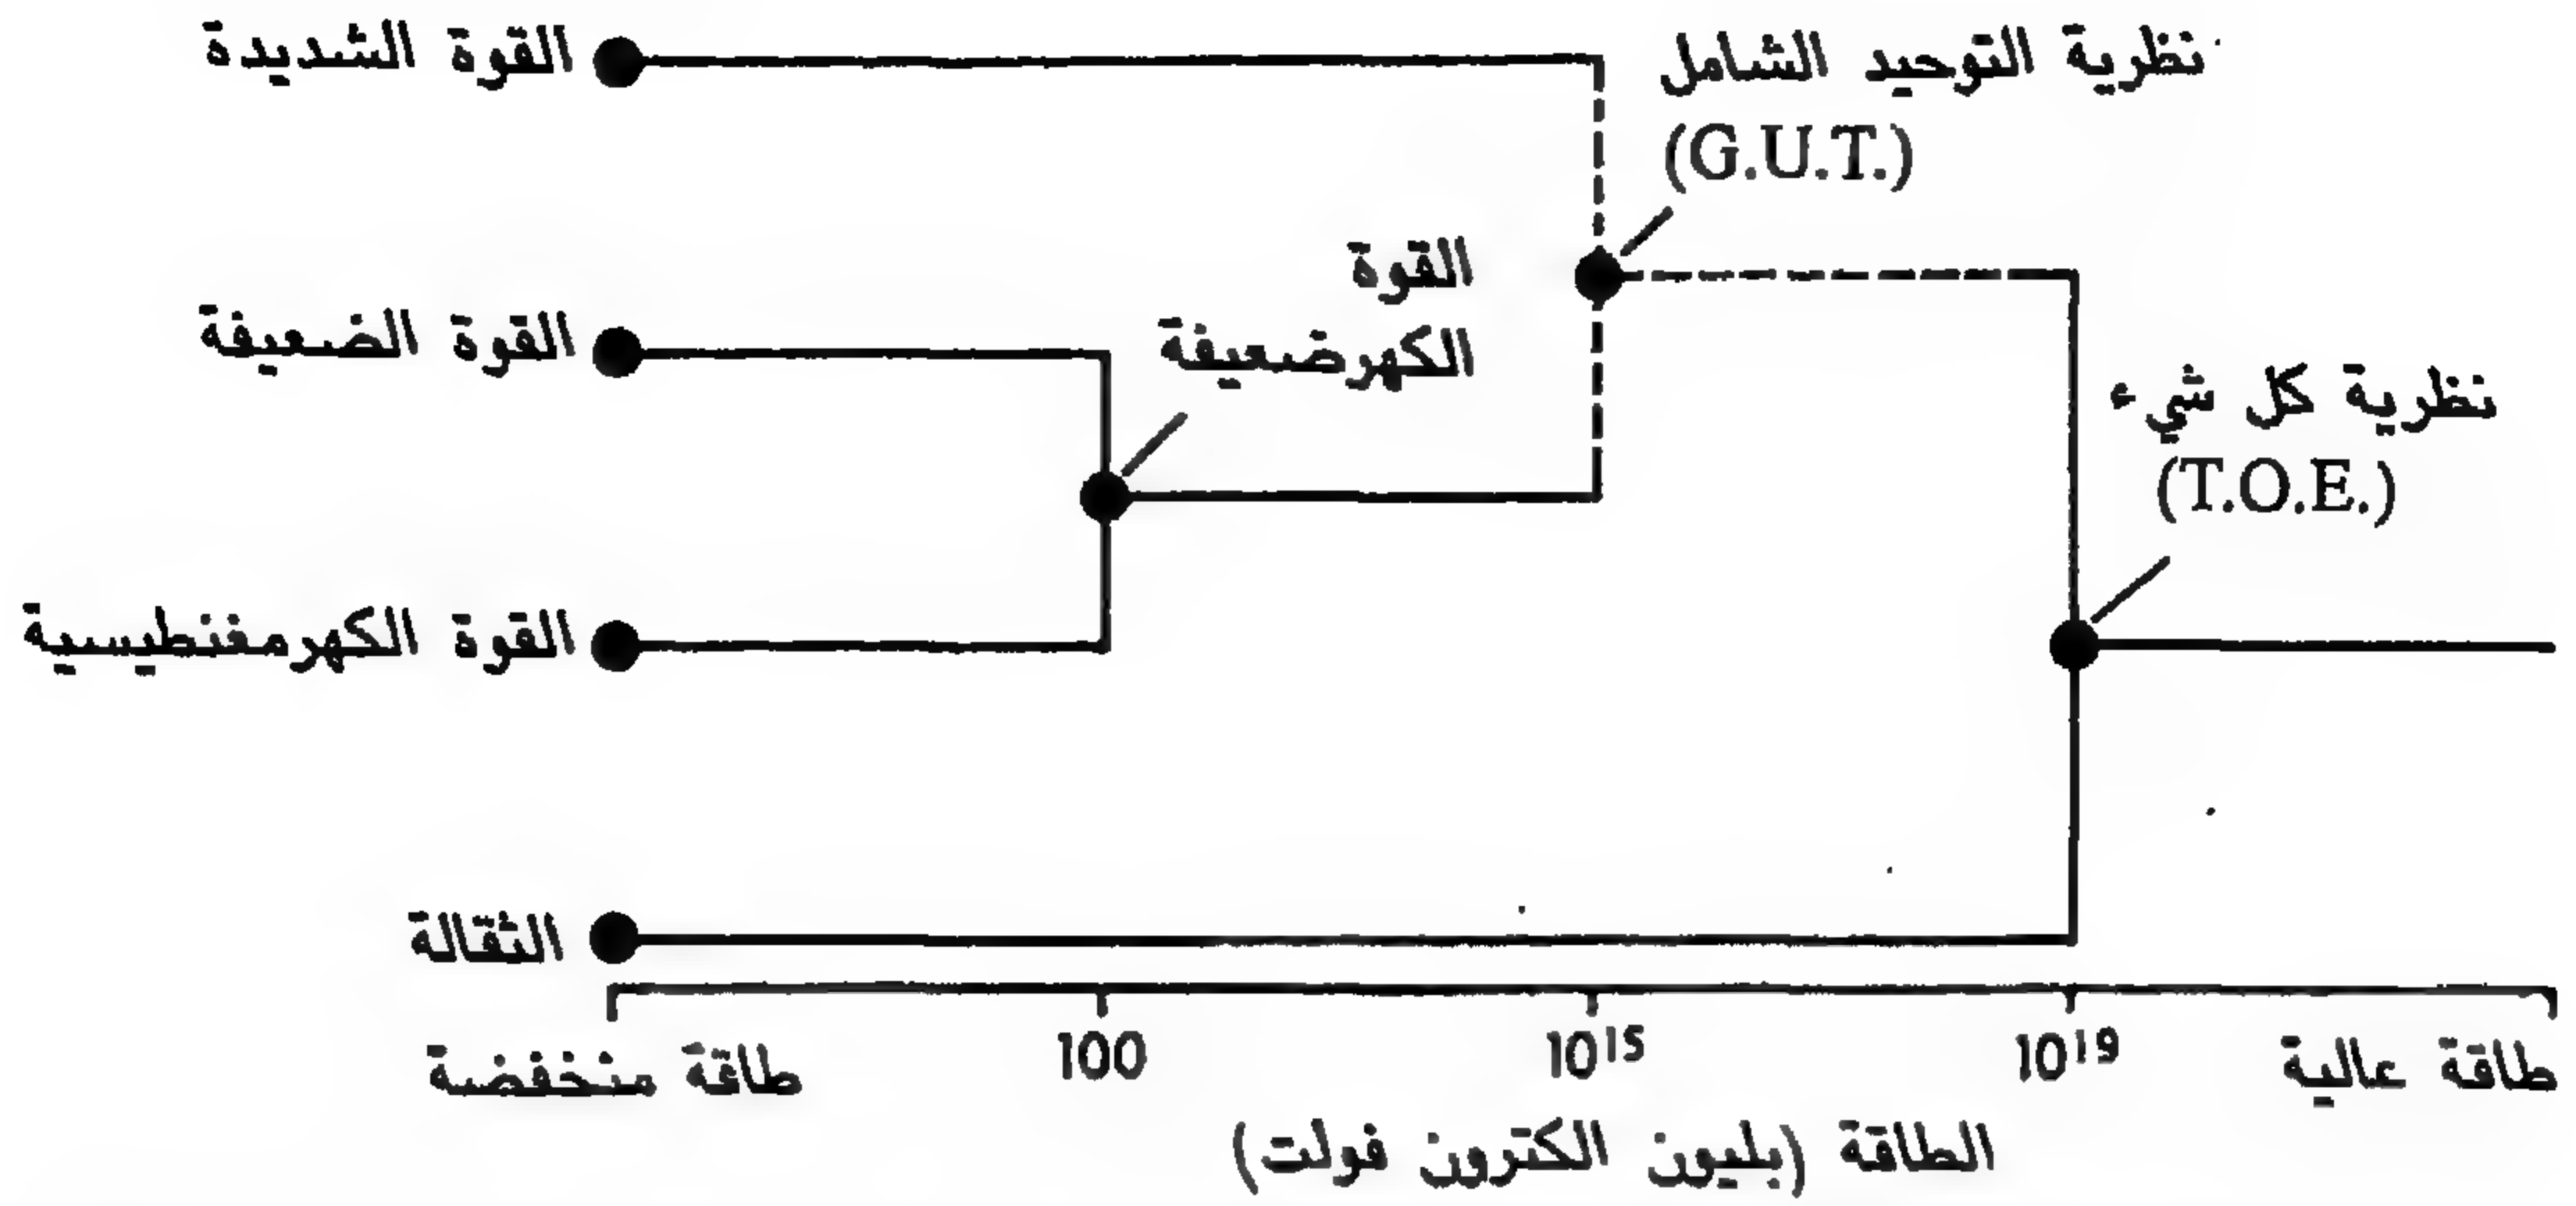 القوة الشديدة
نظرية التوحيد الشامل
(G.U.T.)
القوة
الكهرضعيفة
القوة الضعيفة
نظرية كل شيء
(T.O.E.)
القوة الكهرمغنطيسية
الثقالة
طاقة منخفضة
100
10¹⁵
10¹⁹
طاقة عالية
الطاقة (بليون الكترون فولت)